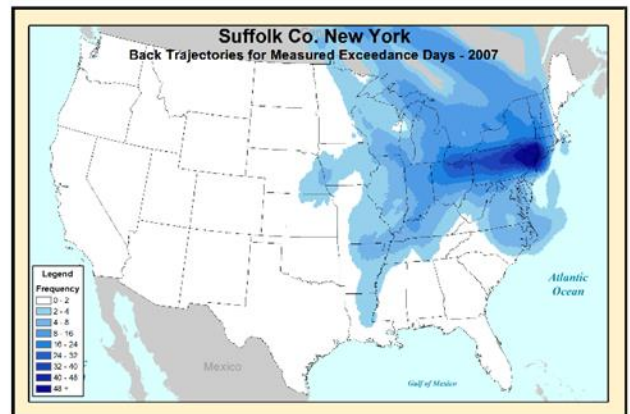 Suffolk Co. New York
Back Trajectories for Measured Exceedance Days - 2007
Atlantic
Ocean
Legend
Frequency
0 - 2
2 - 4
4 - 8
8 - 16
16 - 24
24 - 32
32 - 40
40 - 48
48 +
Mexico
Gulf of Mexico